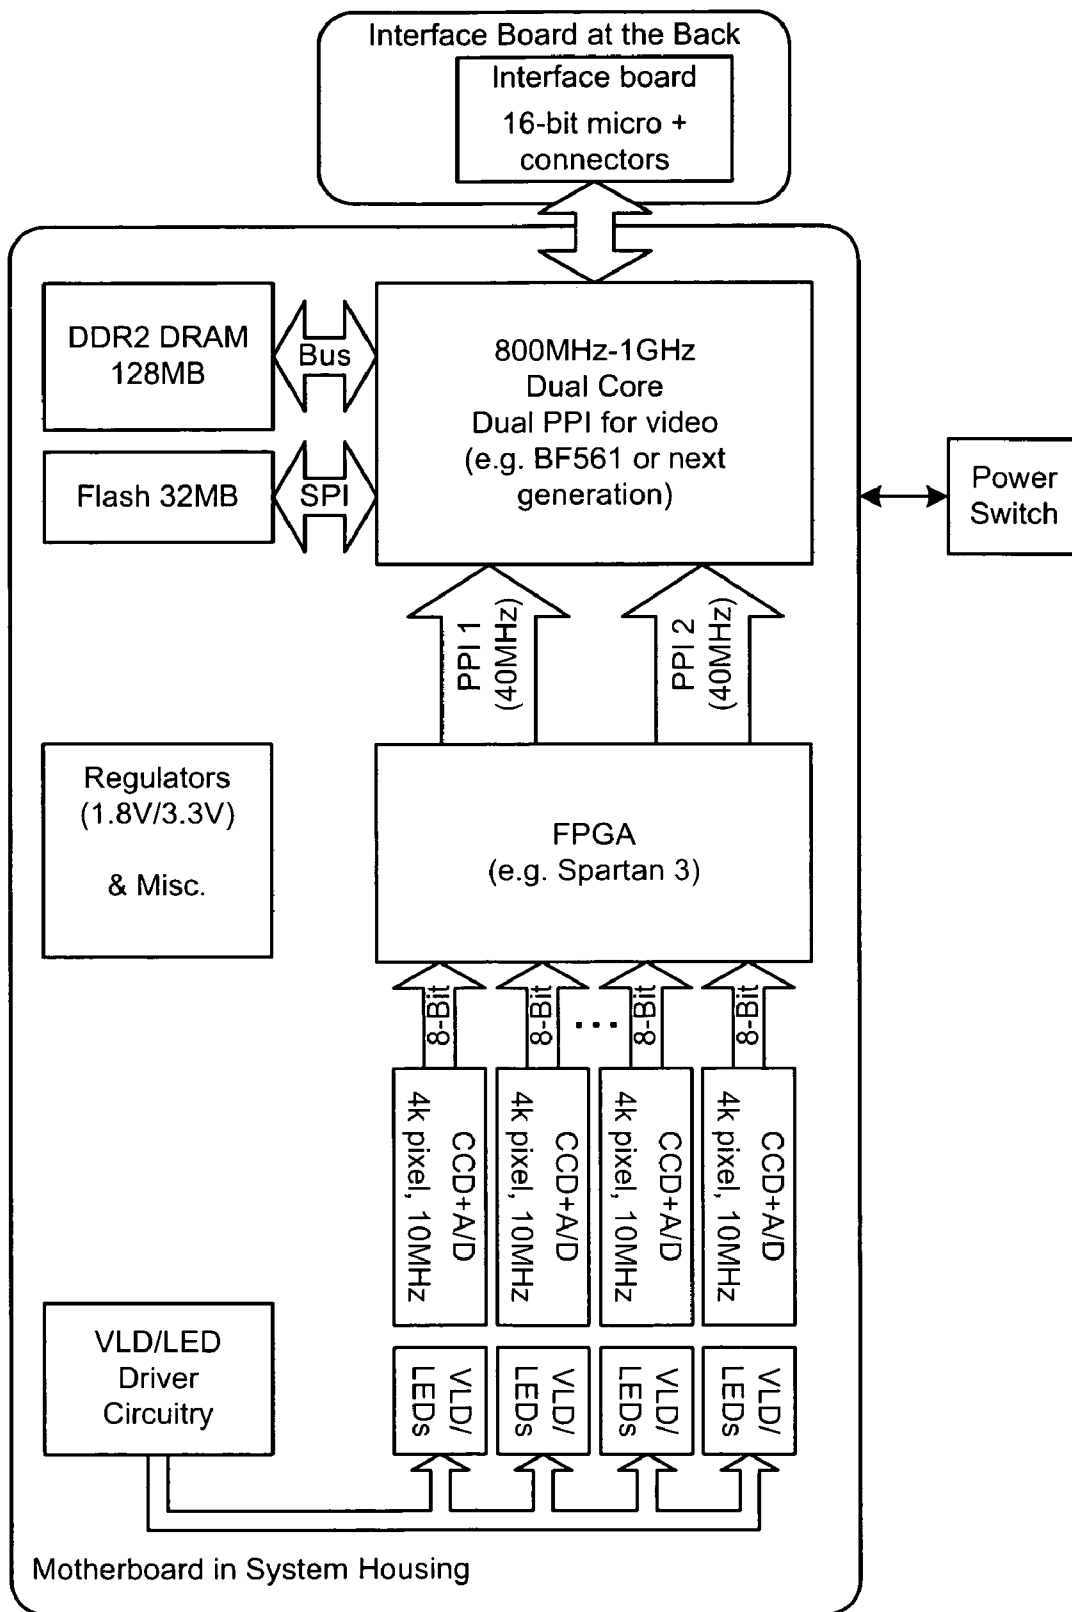 Interface Board at the Back
Interface board
16-bit micro +
connectors
DDR2 DRAM
128MB
Bus
800MHz-1GHz
Dual Core
Dual PPI for video
(e.g. BF561 or next
generation)
Flash 32MB
SPI
Power
Switch
PPI 1
(40MHz)
PPI 2
(40MHz)
Regulators
(1.8V/3.3V)
& Misc.
FPGA
(e.g. Spartan 3)
8-Bit
8-Bit
...
8-Bit
8-Bit
CCD+A/D
4k pixel, 10MHz
CCD+A/D
4k pixel, 10MHz
CCD+A/D
4k pixel, 10MHz
CCD+A/D
4k pixel, 10MHz
VLD/LED
Driver
Circuitry
VLD/
LEDs
VLD/
LEDs
VLD/
LEDs
VLD/
LEDs
Motherboard in System Housing